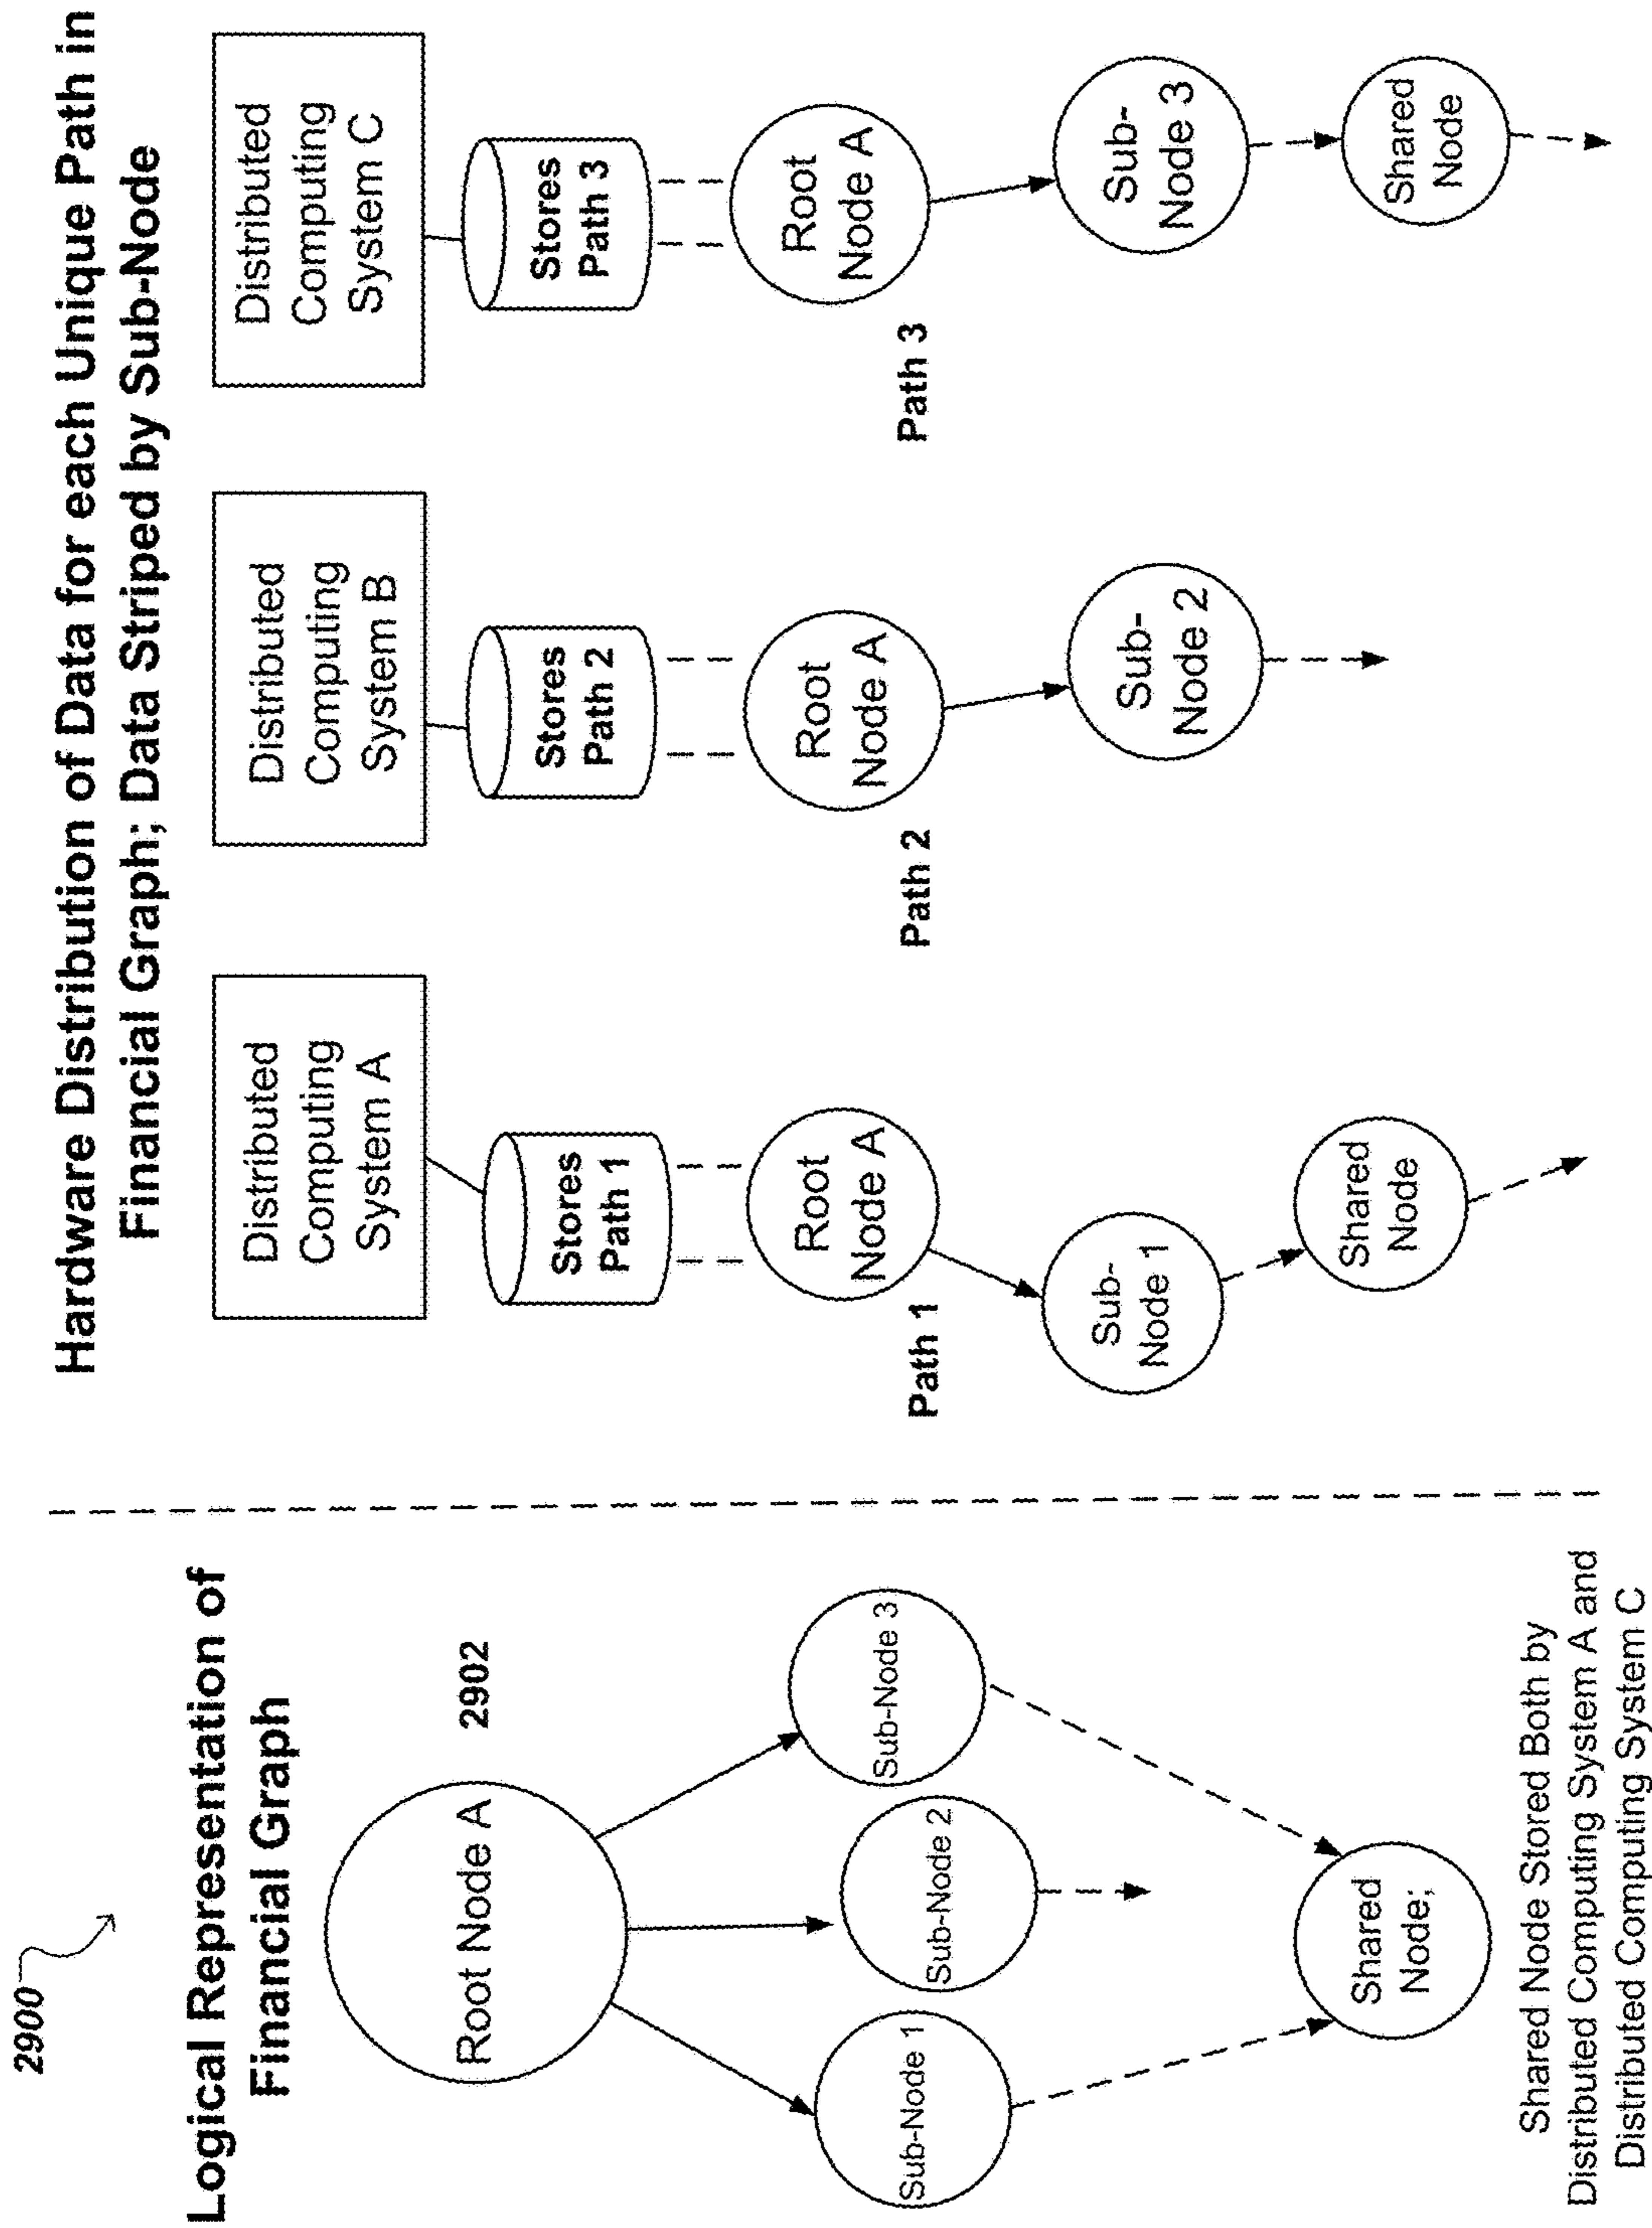 2900
Logical Representation of
Financial Graph
Root Node A
2902
Sub-Node 1
Sub-Node 2
Sub-Node 3
Shared
Node;
Shared Node Stored Both by
Distributed Computing System A and
Distributed Computing System C
Hardware Distribution of Data for each Unique Path in
Financial Graph; Data Striped by Sub-Node
Distributed
Computing
System A
Stores
Path 1
Root
Node A
Path 1
Sub-
Node 1
Shared
Node
Distributed
Computing
System B
Stores
Path 2
Root
Node A
Path 2
Sub-
Node 2
Distributed
Computing
System C
Stores
Path 3
Root
Node A
Path 3
Sub-
Node 3
Shared
Node